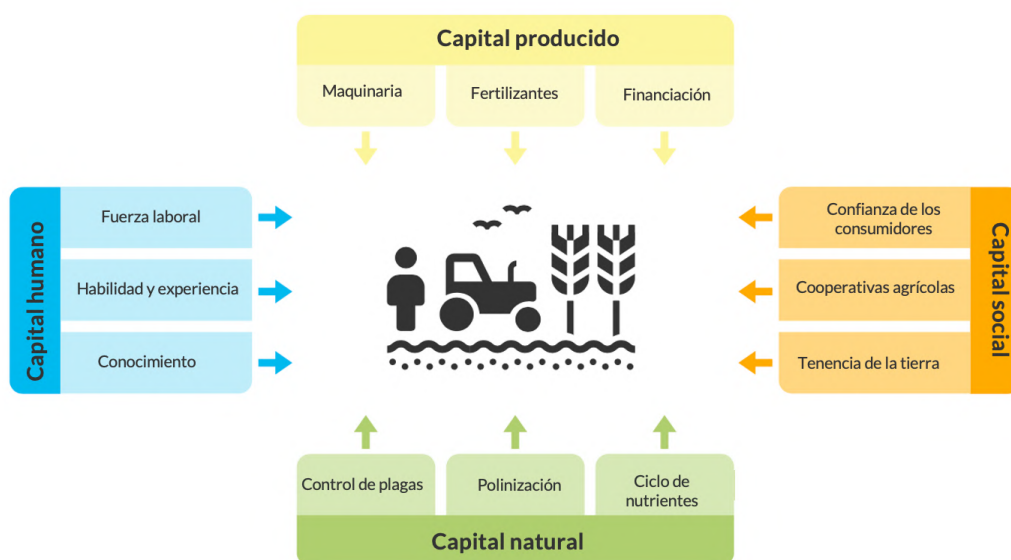 Capital producido
Maquinaria
Fertilizantes
Financiación
Capital humano
Fuerza laboral
Habilidad y experiencia
Conocimiento
Confianza de los
consumidores
Cooperativas agrícolas
Tenencia de la tierra
Capital social
Control de plagas
Polinización
Ciclo de
nutrientes
Capital natural